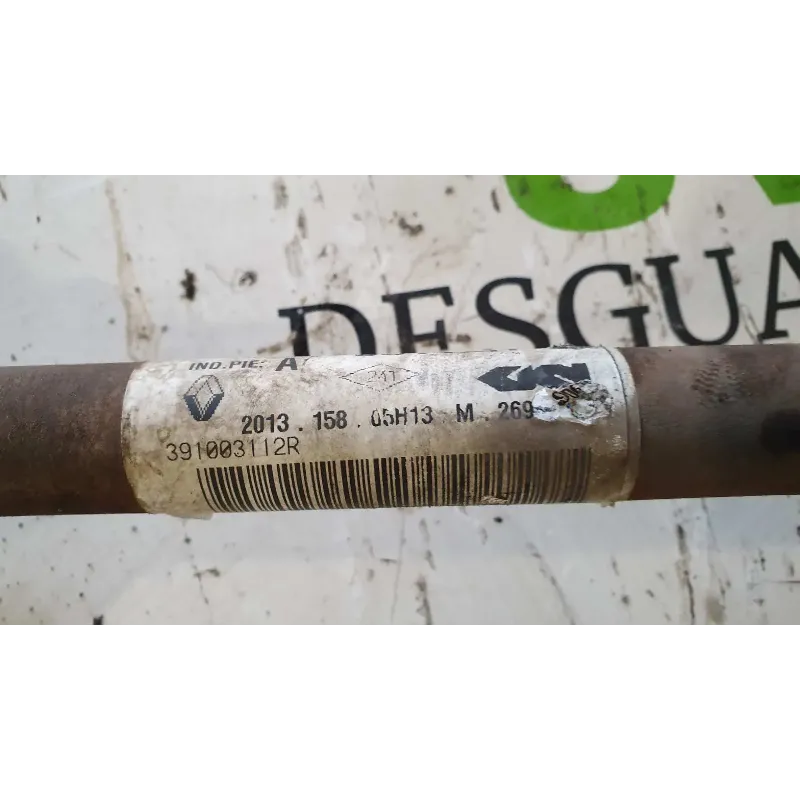 DESGUA
IND.PIE: A
241
2013 . 158 . 05H13 M . 269
391003112R